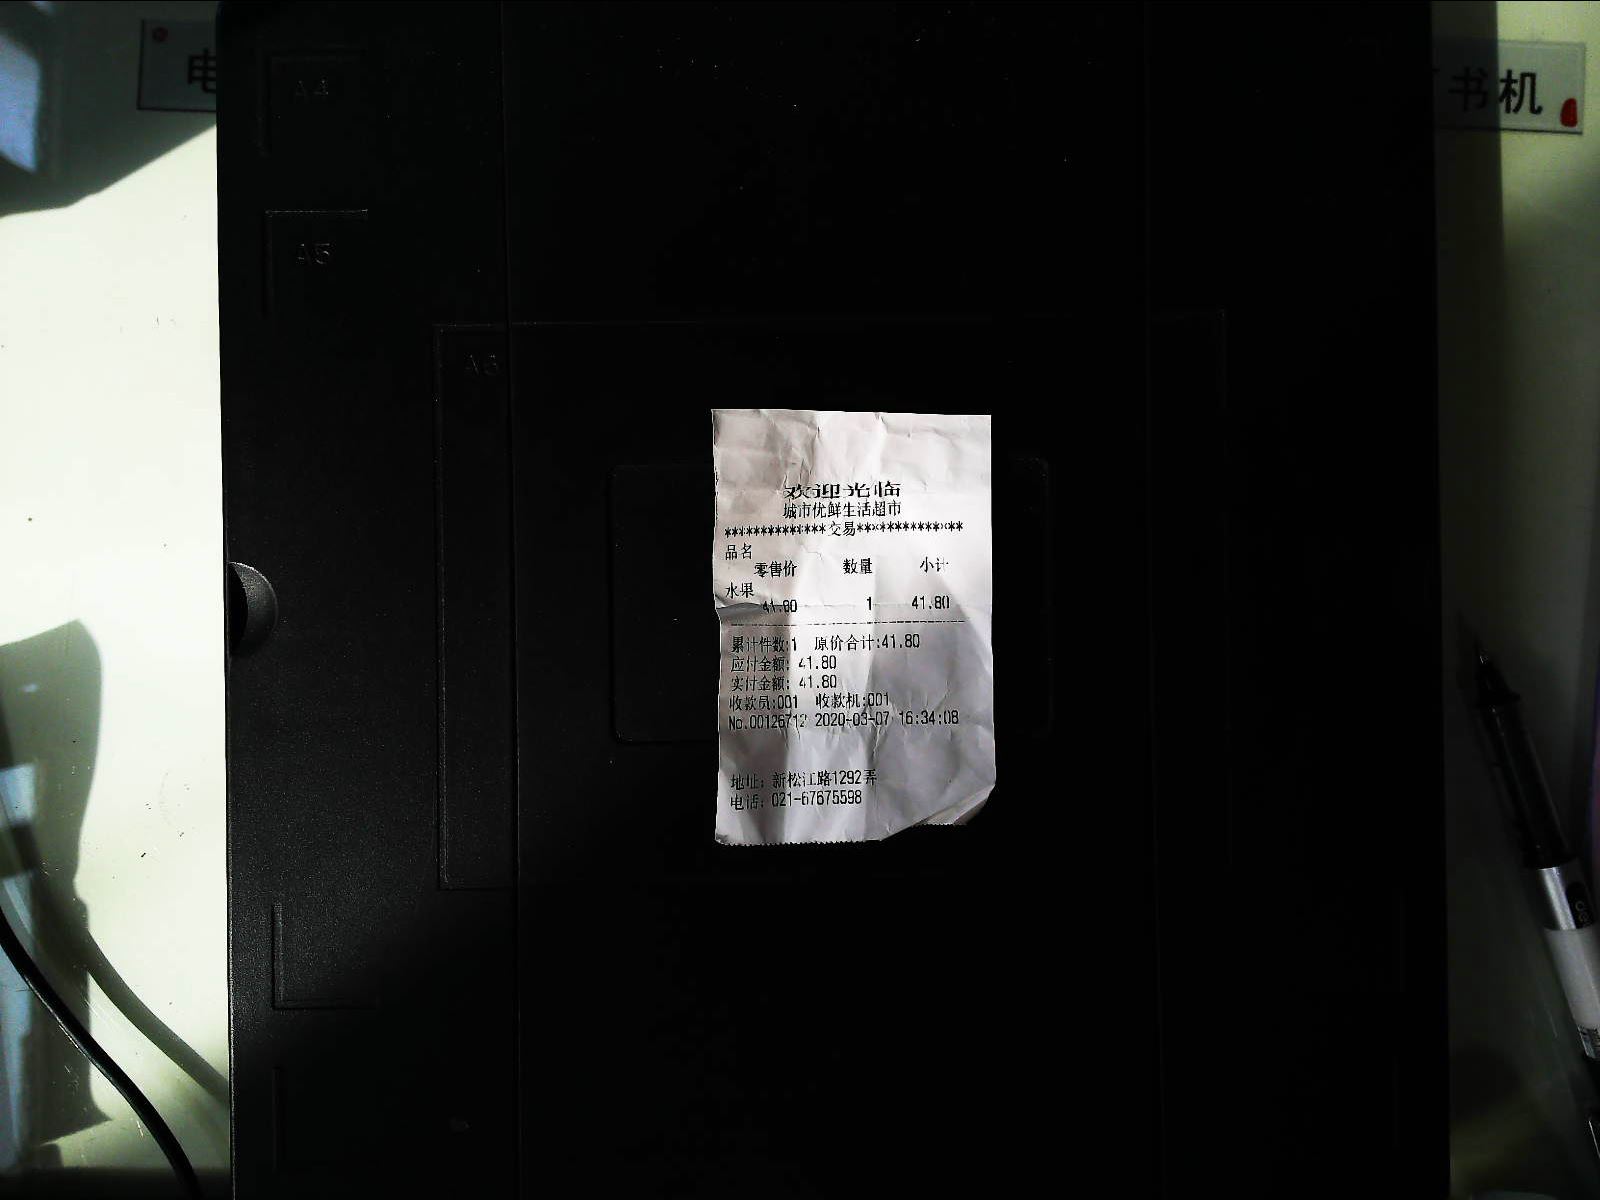 电
书机
A4
A5
A6
欢迎光临
城市优鲜生活超市
**************交易***************
品名
零售价 数量 小计
水果
41.80 1 41.80
--------------------------------
累计件数:1 原价合计:41.80
应付金额: 41.80
实付金额: 41.80
收款员:001 收款机:001
No.00126712 2020-03-07 16:34:08
地址: 新松江路1292弄
电话: 021-67675598